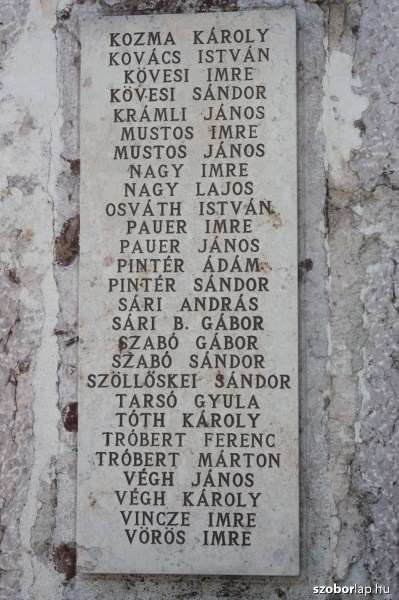 KOZMA KÁROLY
KOVÁCS ISTVÁN
KÖVESI IMRE
KÖVESI SÁNDOR
KRÁMLI JÁNOS
MUSTOS IMRE
MUSTOS JÁNOS
NAGY IMRE
NAGY LAJOS
OSVÁTH ISTVÁN
PAUER IMRE
PAUER JÁNOS
PINTÉR ÁDÁM
PINTÉR SÁNDOR
SÁRI ANDRÁS
SÁRI B. GÁBOR
SZABÓ GÁBOR
SZABÓ SÁNDOR
SZÖLLŐSKEI SÁNDOR
TARSÓ GYULA
TÓTH KÁROLY
TRÓBERT FERENC
TRÓBERT MÁRTON
VÉGH JÁNOS
VÉGH KÁROLY
VINCZE IMRE
VÖRÖS IMRE
szoborlap.hu